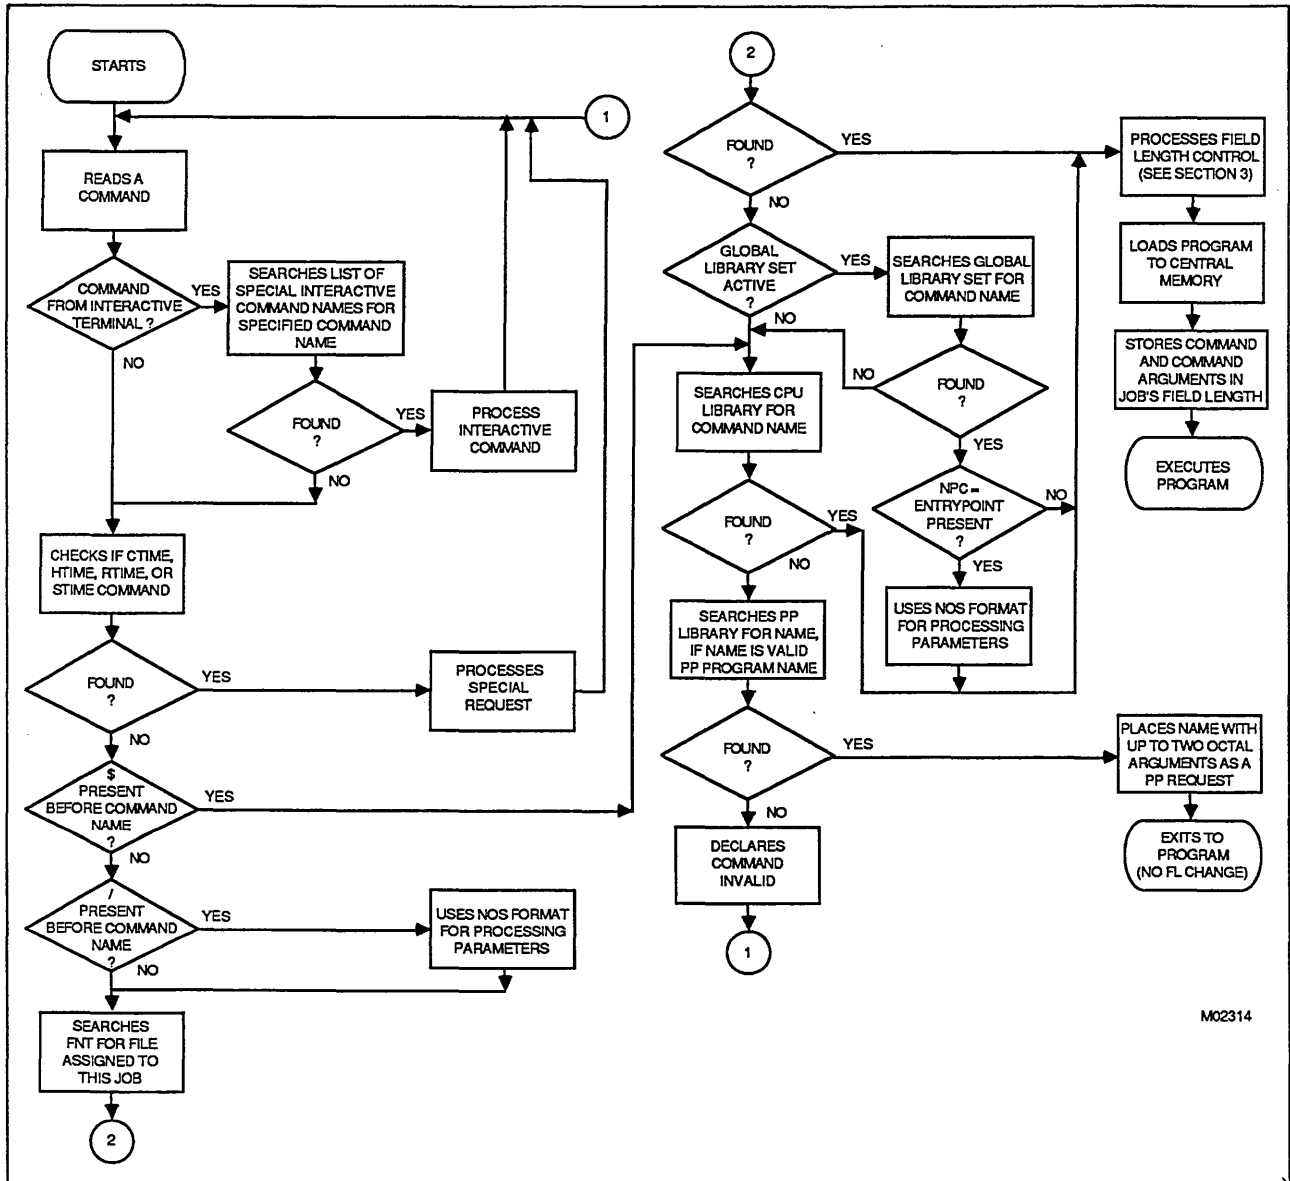 STARTS
1
READS A
COMMAND
COMMAND
FROM INTERACTIVE
TERMINAL ?
YES
NO
SEARCHES LIST OF
SPECIAL INTERACTIVE
COMMAND NAMES FOR
SPECIFIED COMMAND
NAME
FOUND
?
YES
NO
PROCESS
INTERACTIVE
COMMAND
CHECKS IF CTIME,
HTIME, RTIME, OR
STIME COMMAND
FOUND
?
YES
NO
PROCESSES
SPECIAL
REQUEST
$
PRESENT
BEFORE COMMAND
NAME
?
YES
NO
/
PRESENT
BEFORE COMMAND
NAME
?
YES
NO
USES NOS FORMAT
FOR PROCESSING
PARAMETERS
SEARCHES
FNT FOR FILE
ASSIGNED TO
THIS JOB
2
2
FOUND
?
YES
NO
GLOBAL
LIBRARY SET
ACTIVE
?
YES
NO
SEARCHES GLOBAL
LIBRARY SET FOR
COMMAND NAME
FOUND
?
NO
YES
NPC=
ENTRYPOINT
PRESENT
?
NO
YES
USES NOS FORMAT
FOR PROCESSING
PARAMETERS
SEARCHES CPU
LIBRARY FOR
COMMAND NAME
FOUND
?
YES
NO
SEARCHES PP
LIBRARY FOR NAME,
IF NAME IS VALID
PP PROGRAM NAME
FOUND
?
YES
NO
DECLARES
COMMAND
INVALID
1
PROCESSES FIELD
LENGTH CONTROL
(SEE SECTION 3)
LOADS PROGRAM
TO CENTRAL
MEMORY
STORES COMMAND
AND COMMAND
ARGUMENTS IN
JOB'S FIELD LENGTH
EXECUTES
PROGRAM
PLACES NAME WITH
UP TO TWO OCTAL
ARGUMENTS AS A
PP REQUEST
EXITS TO
PROGRAM
(NO FL CHANGE)
M02314